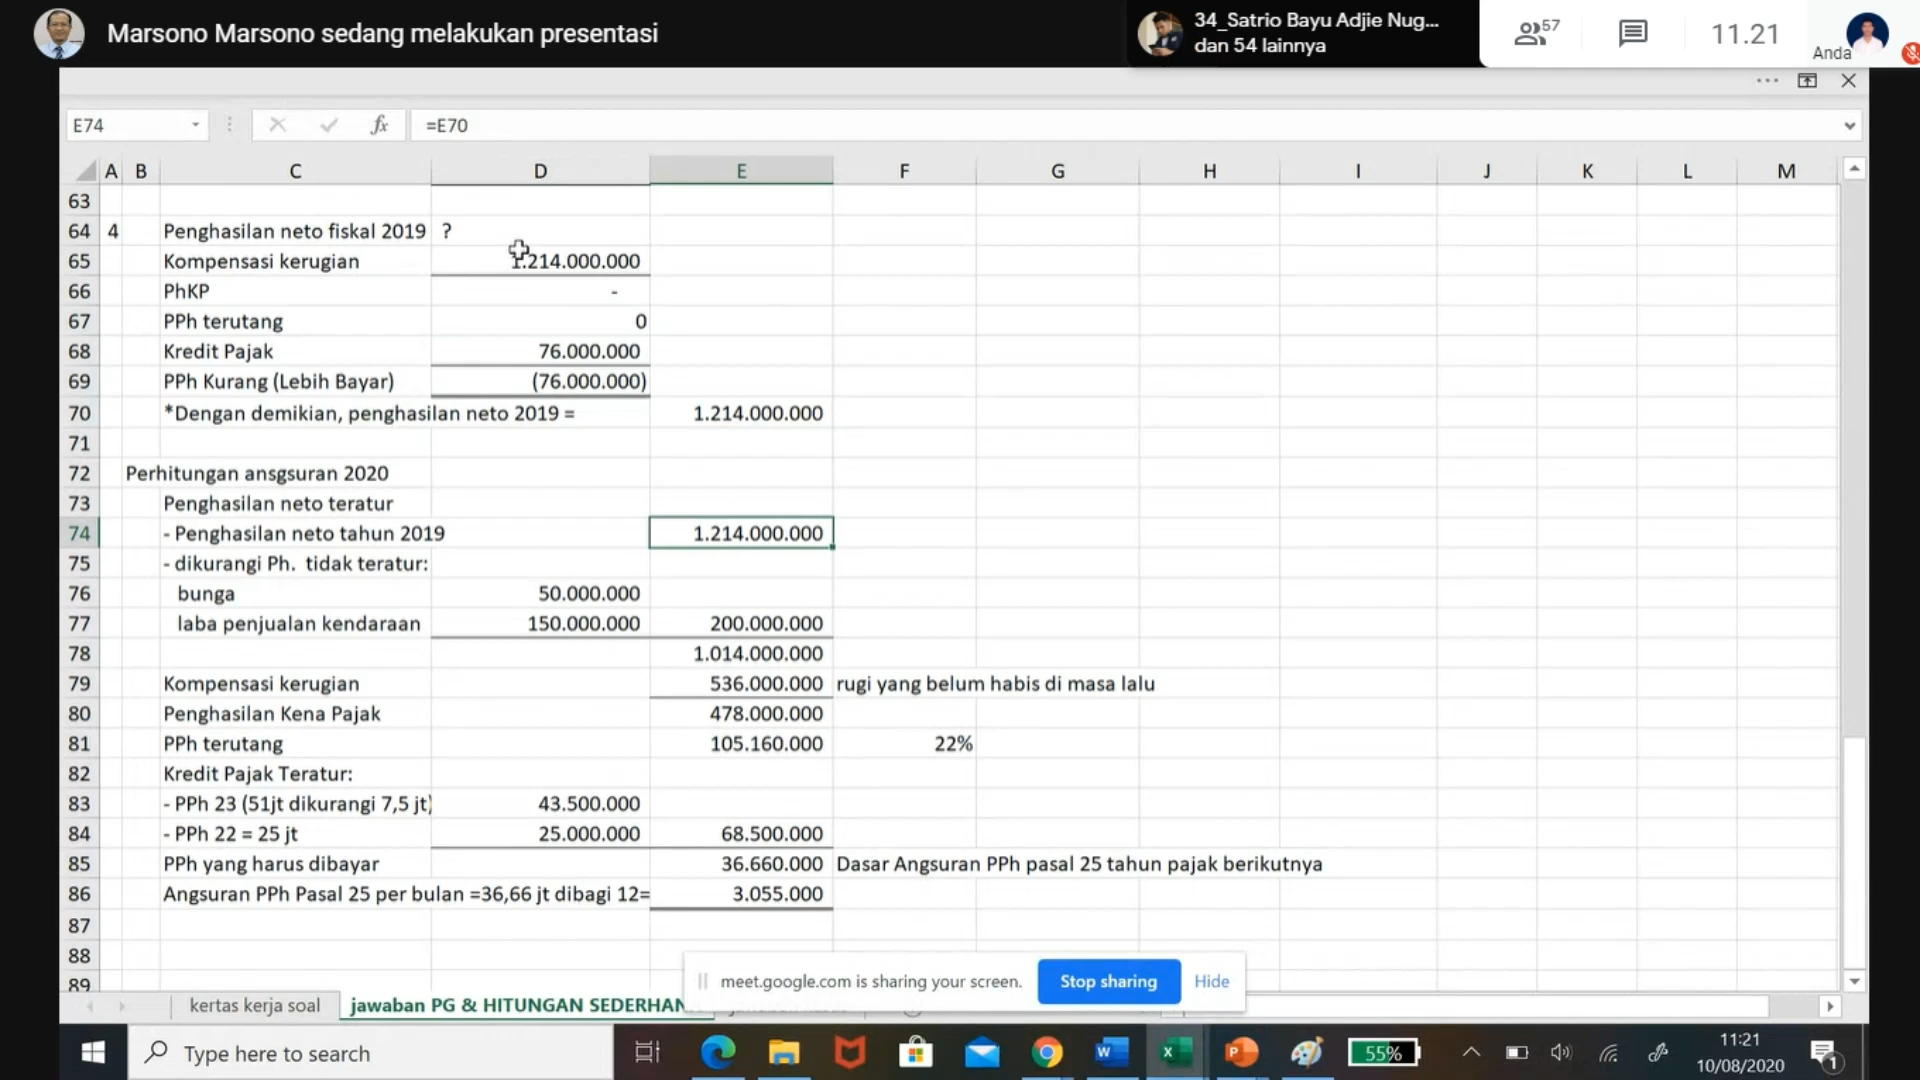 Marsono Marsono sedang melakukan presentasi
34_Satrio Bayu Adjie Nug...
dan 54 lainnya
57
11.21
Anda
E74
fx
=E70
A B C D E F G H I J K L M
63
64 4 Penghasilan neto fiskal 2019 ?
65 Kompensasi kerugian 1.214.000.000
66 PhKP -
67 PPh terutang 0
68 Kredit Pajak 76.000.000
69 PPh Kurang (Lebih Bayar) (76.000.000)
70 *Dengan demikian, penghasilan neto 2019 = 1.214.000.000
71
72 Perhitungan ansgsuran 2020
73 Penghasilan neto teratur
74 - Penghasilan neto tahun 2019 1.214.000.000
75 - dikurangi Ph. tidak teratur:
76 bunga 50.000.000
77 laba penjualan kendaraan 150.000.000 200.000.000
78 1.014.000.000
79 Kompensasi kerugian 536.000.000 rugi yang belum habis di masa lalu
80 Penghasilan Kena Pajak 478.000.000
81 PPh terutang 105.160.000 22%
82 Kredit Pajak Teratur:
83 - PPh 23 (51jt dikurangi 7,5 jt) 43.500.000
84 - PPh 22 = 25 jt 25.000.000 68.500.000
85 PPh yang harus dibayar 36.660.000 Dasar Angsuran PPh pasal 25 tahun pajak berikutnya
86 Angsuran PPh Pasal 25 per bulan =36,66 jt dibagi 12= 3.055.000
87
88
89
meet.google.com is sharing your screen. Stop sharing Hide
kertas kerja soal jawaban PG & HITUNGAN SEDERHAN
Type here to search
55%
11:21
10/08/2020
1